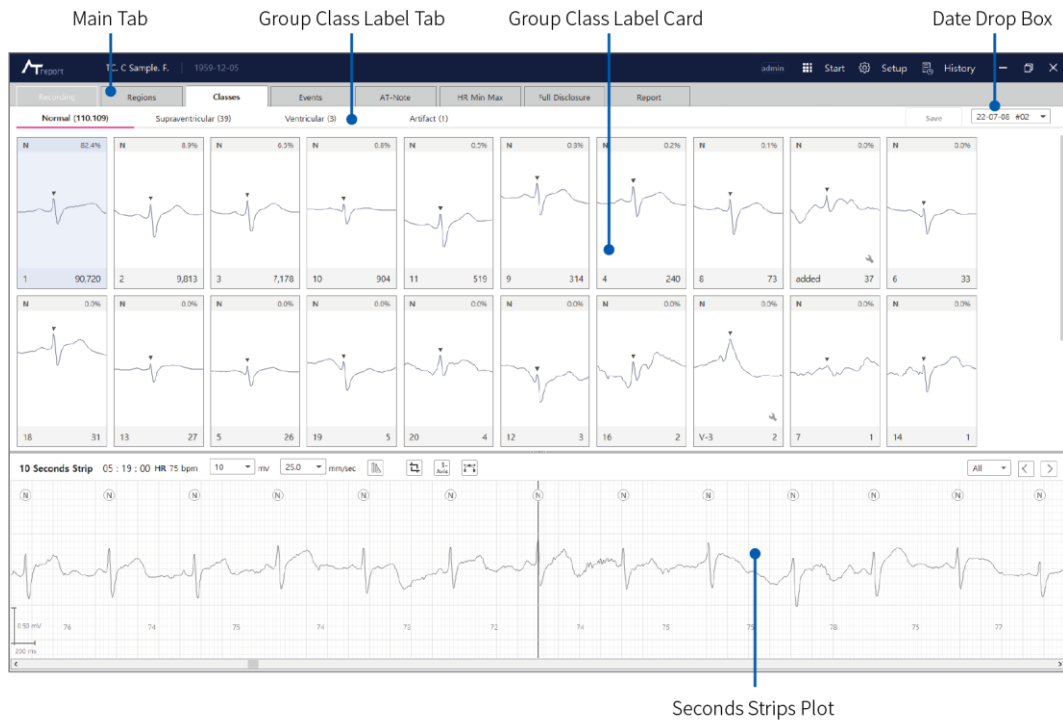 Main Tab Group Class Label Tab Group Class Label Card Date Drop Box
ATreport TC. C Sample. F. 1959-12-05 admin Start Setup History
Recording Regions Classes Events AT-Note HR Min Max Full Disclosure Report
Normal (110,109) Supraventricular (39) Ventricular (3) Artifact (1) Save 22-07-08 #02
N 82.4% N 8.9% N 6.5% N 0.8% N 0.5% N 0.3% N 0.2% N 0.1% N 0.0% N 0.0%
1 90,720 2 9,813 3 7,178 10 904 11 519 9 314 4 240 8 73 added 37 6 33
N 0.0% N 0.0% N 0.0% N 0.0% N 0.0% N 0.0% N 0.0% N 0.0% N 0.0% N 0.0%
18 31 13 27 5 26 19 5 20 4 12 3 16 2 V-3 2 7 1 14 1
10 Seconds Strip 05 : 19 : 00 HR 75 bpm 10 mv 25.0 mm/sec All
N N N N N N N N N N N N N
0.50 mV 76 74 75 74 73 72 74 74 75 75 78 75 77
200 ms
Seconds Strips Plot